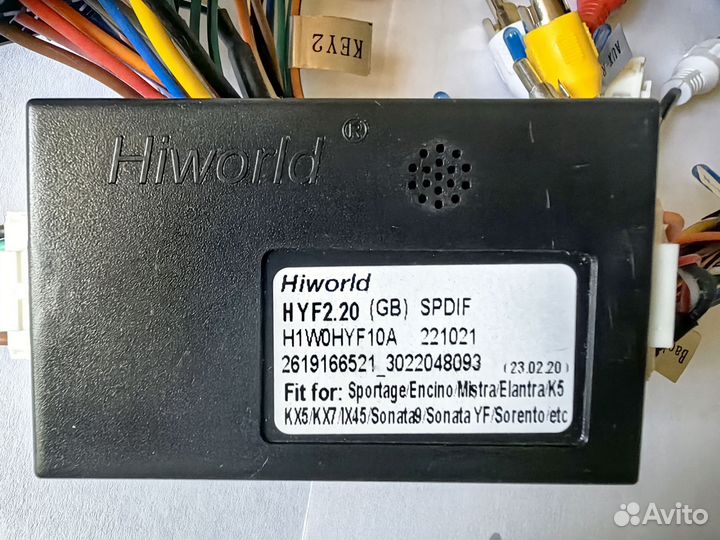 KEY2
AUX-R
Hiworld ®
Hiworld
HYF2.20 (GB) SPDIF
H1W0HYF10A 221021
2619166521_3022048093 (23.02.20)
Fit for: Sportage/Encino/Mistra/Elantra/K5
KX5/KX7/IX45/Sonata9/Sonata YF/Sorento/etc
Avito